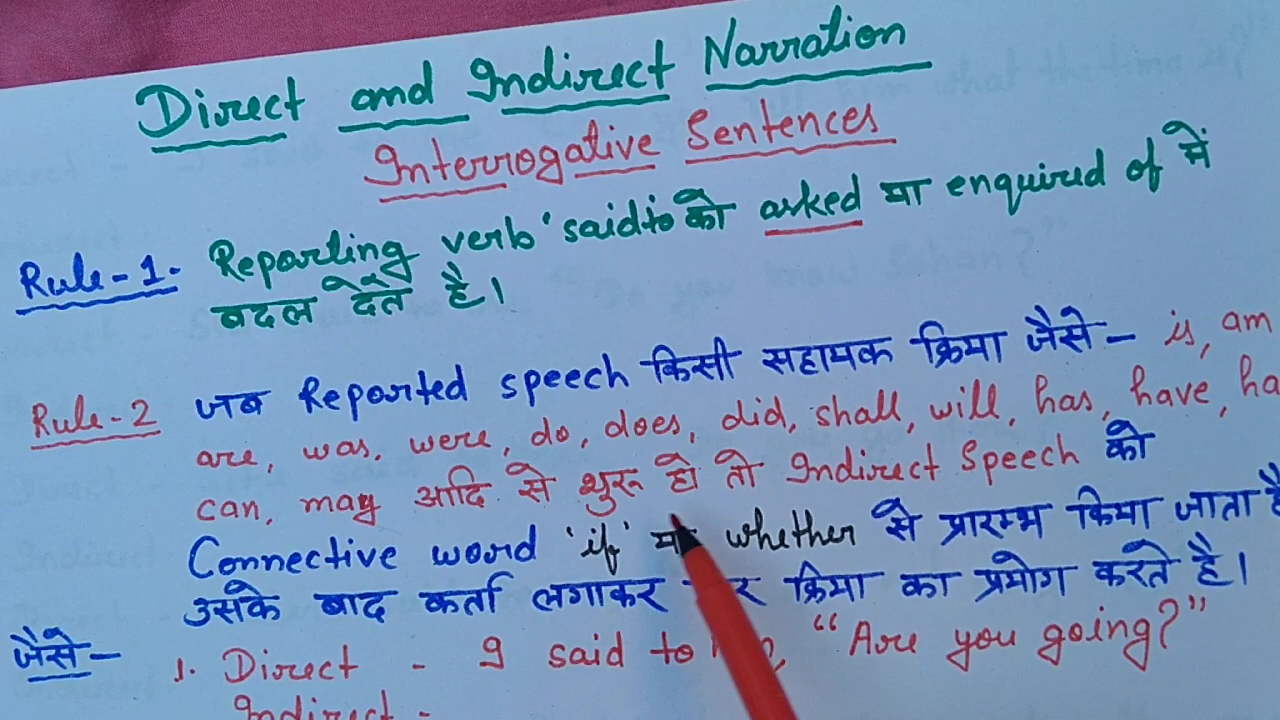 Direct and Indirect Narration
Interrogative Sentences
Rule-1. Reporting verb 'said to को asked या enquired of में
बदल देते है।
Rule-2 जब Reported speech किसी सहायक क्रिया जैसे- is, am
are, was, were, do, does, did, shall, will, has, have, ha
can, may आदि से शुरू हो तो Indirect Speech को
Connective word 'if' या whether से प्रारम्भ किया जाता है
उसके बाद कर्ता लगाकर क्रिया का प्रयोग करते है।
जैसे- 1. Direct - I said to "Are you going?"
Indirect -